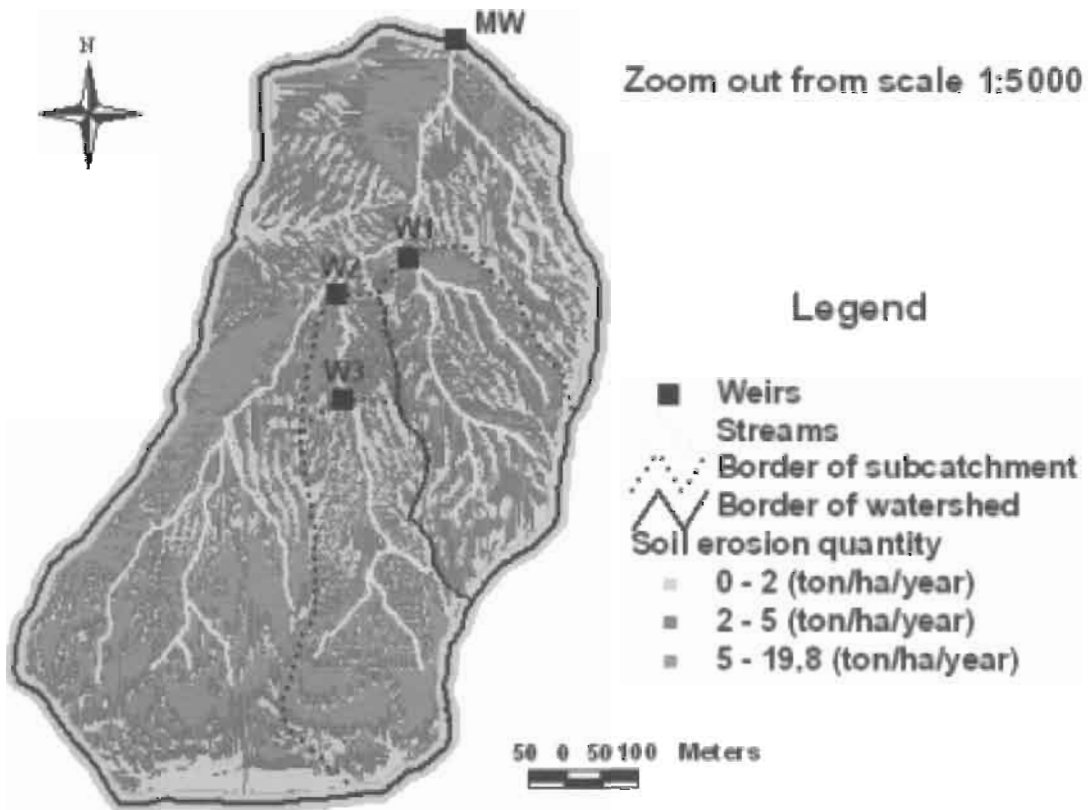 MW
N
Zoom out from scale 1:5000
W1
W2
Legend
W3
Weirs
Streams
Border of subcatchment
Border of watershed
Soil erosion quantity
0 - 2 (ton/ha/year)
2 - 5 (ton/ha/year)
5 - 19,8 (ton/ha/year)
50 0 50 100 Meters